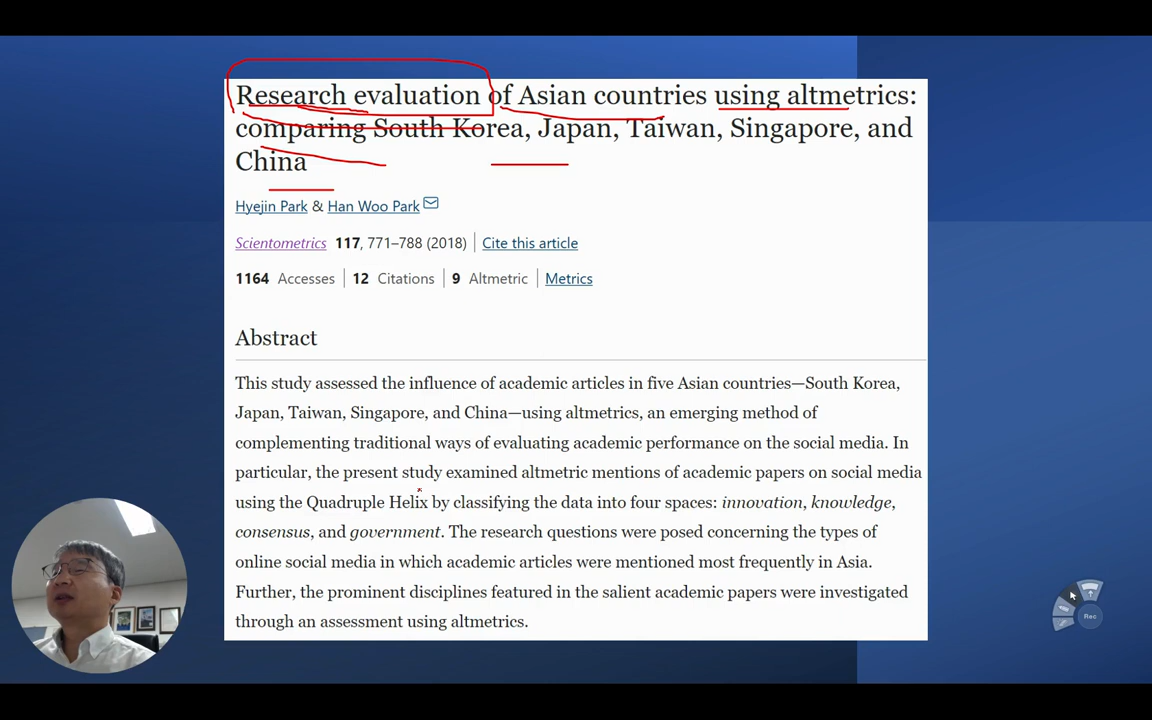 Research evaluation of Asian countries using altmetrics:
comparing South Korea, Japan, Taiwan, Singapore, and
China
Hyejin Park & Han Woo Park
Scientometrics 117, 771–788 (2018) Cite this article
1164 Accesses 12 Citations 9 Altmetric Metrics
Abstract
This study assessed the influence of academic articles in five Asian countries—South Korea,
Japan, Taiwan, Singapore, and China—using altmetrics, an emerging method of
complementing traditional ways of evaluating academic performance on the social media. In
particular, the present study examined altmetric mentions of academic papers on social media
using the Quadruple Helix by classifying the data into four spaces: innovation, knowledge,
consensus, and government. The research questions were posed concerning the types of
online social media in which academic articles were mentioned most frequently in Asia.
Further, the prominent disciplines featured in the salient academic papers were investigated
through an assessment using altmetrics.
Rec